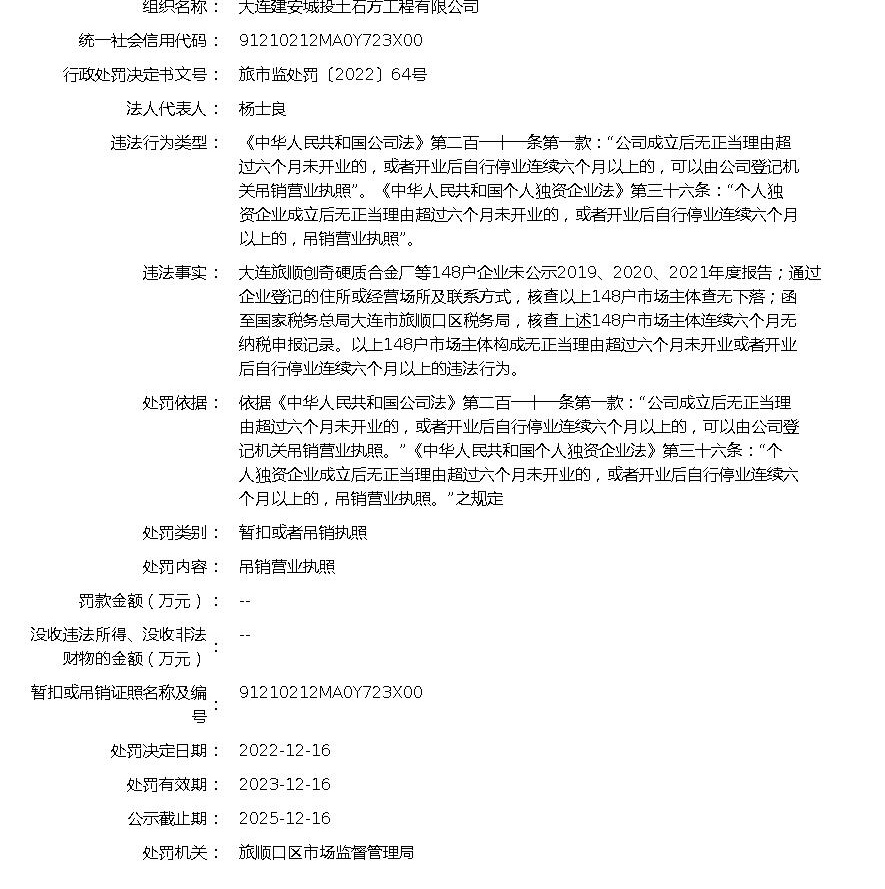 组织名称： 大连建安城投土石方工程有限公司
统一社会信用代码： 91210212MA0Y723X00
行政处罚决定书文号： 旅市监处罚〔2022〕64号
法人代表人： 杨士良
违法行为类型： 《中华人民共和国公司法》第二百一十一条第一款：“公司成立后无正当理由超
过六个月未开业的，或者开业后自行停业连续六个月以上的，可以由公司登记机
关吊销营业执照”。《中华人民共和国个人独资企业法》第三十六条：“个人独
资企业成立后无正当理由超过六个月未开业的，或者开业后自行停业连续六个月
以上的，吊销营业执照”。
违法事实： 大连旅顺创奇硬质合金厂等148户企业未公示2019、2020、2021年度报告；通过
企业登记的住所或经营场所及联系方式，核查以上148户市场主体查无下落；函
至国家税务总局大连市旅顺口区税务局，核查上述148户市场主体连续六个月无
纳税申报记录。以上148户市场主体构成无正当理由超过六个月未开业或者开业
后自行停业连续六个月以上的违法行为。
处罚依据： 依据《中华人民共和国公司法》第二百一十一条第一款：“公司成立后无正当理
由超过六个月未开业的，或者开业后自行停业连续六个月以上的，可以由公司登
记机关吊销营业执照。”《中华人民共和国个人独资企业法》第三十六条：“个
人独资企业成立后无正当理由超过六个月未开业的，或者开业后自行停业连续六
个月以上的，吊销营业执照。”之规定
处罚类别： 暂扣或者吊销执照
处罚内容： 吊销营业执照
罚款金额（万元）： --
没收违法所得、没收非法
财物的金额（万元）： --
暂扣或吊销证照名称及编
号： 91210212MA0Y723X00
处罚决定日期： 2022-12-16
处罚有效期： 2023-12-16
公示截止期： 2025-12-16
处罚机关： 旅顺口区市场监督管理局